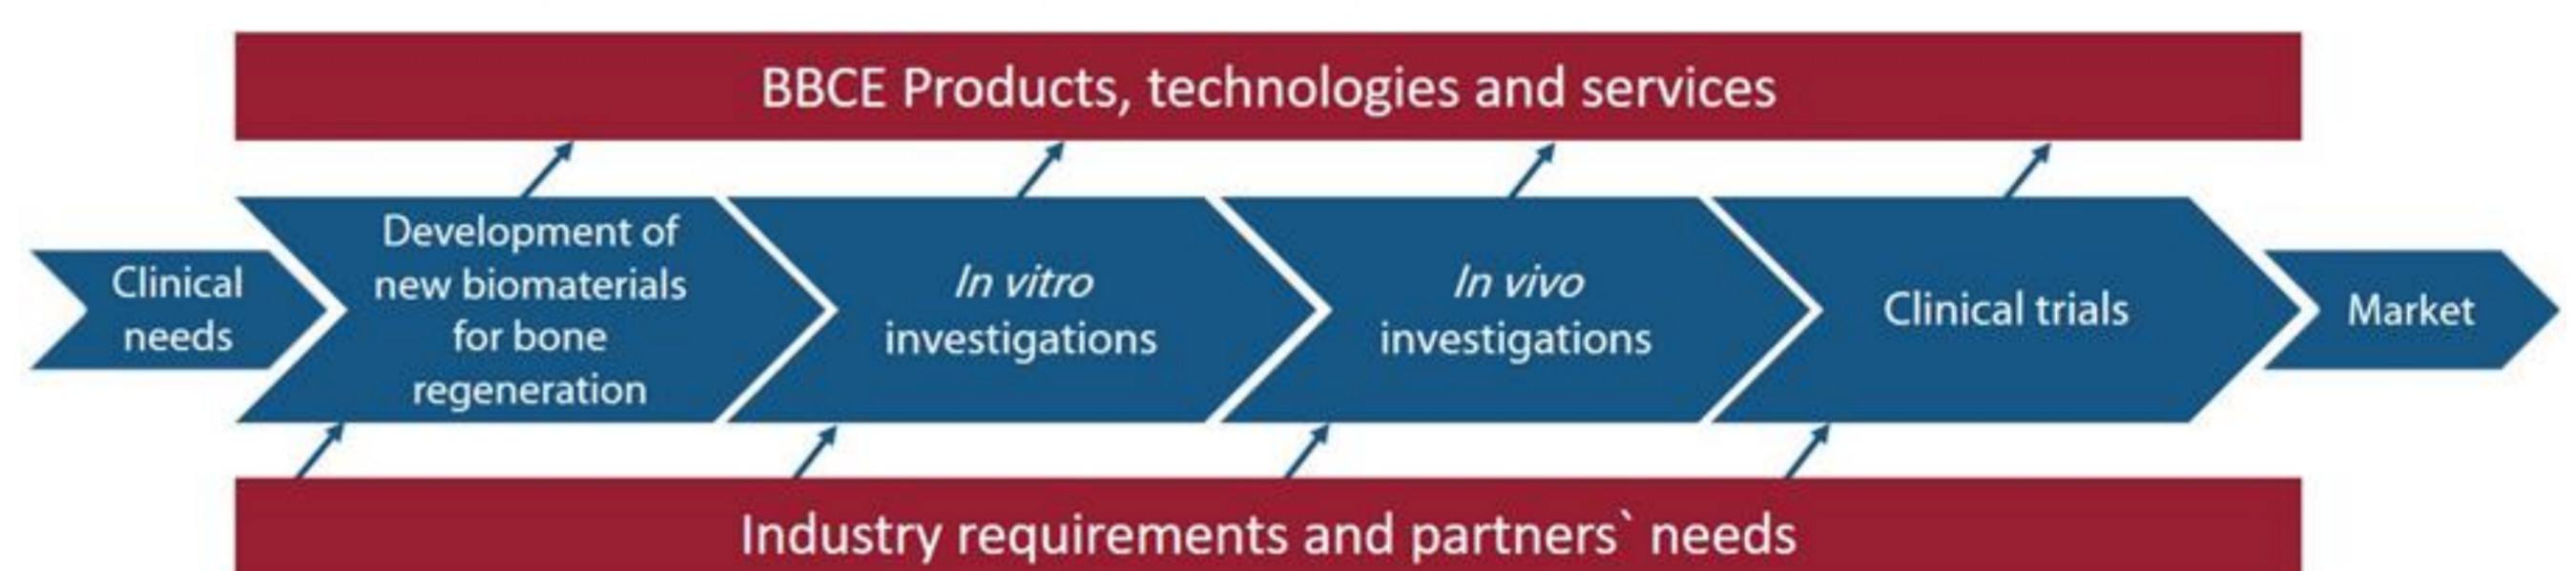 BBCE Products, technologies and services
Clinical
needs
Development of
new biomaterials
for bone
regeneration
In vitro
investigations
In vivo
investigations
Clinical trials
Market
Industry requirements and partners` needs